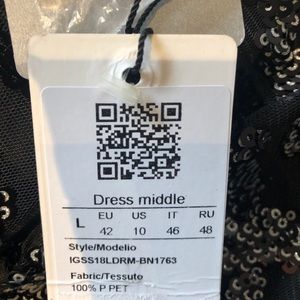 Dress middle
L EU US IT RU
42 10 46 48
Style/Modelio
IGSS18LDRM-BN1763
Fabric/Tessuto
100% P PET